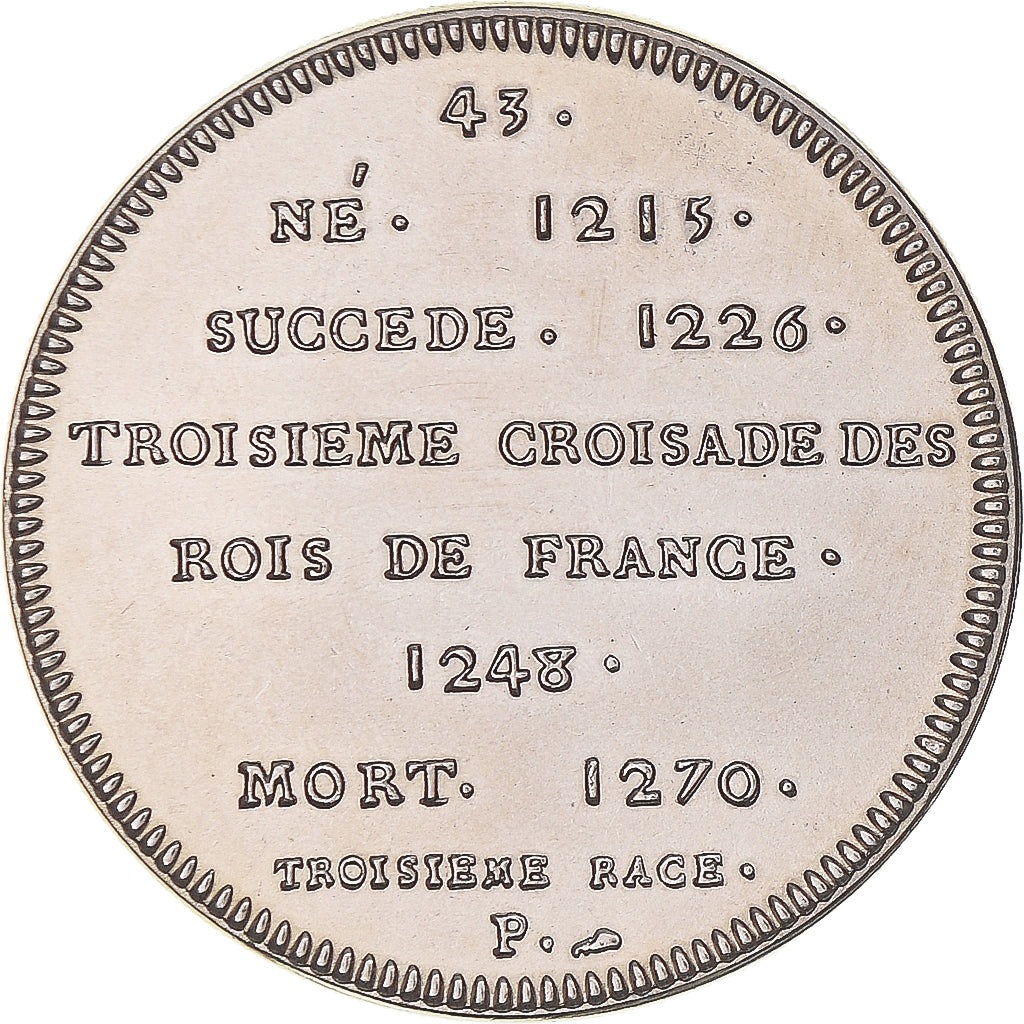 43.
NÉ. 1215.
SUCCEDE. 1226.
TROISIEME CROISADE DES
ROIS DE FRANCE.
1248.
MORT. 1270.
TROISIEME RACE.
P.